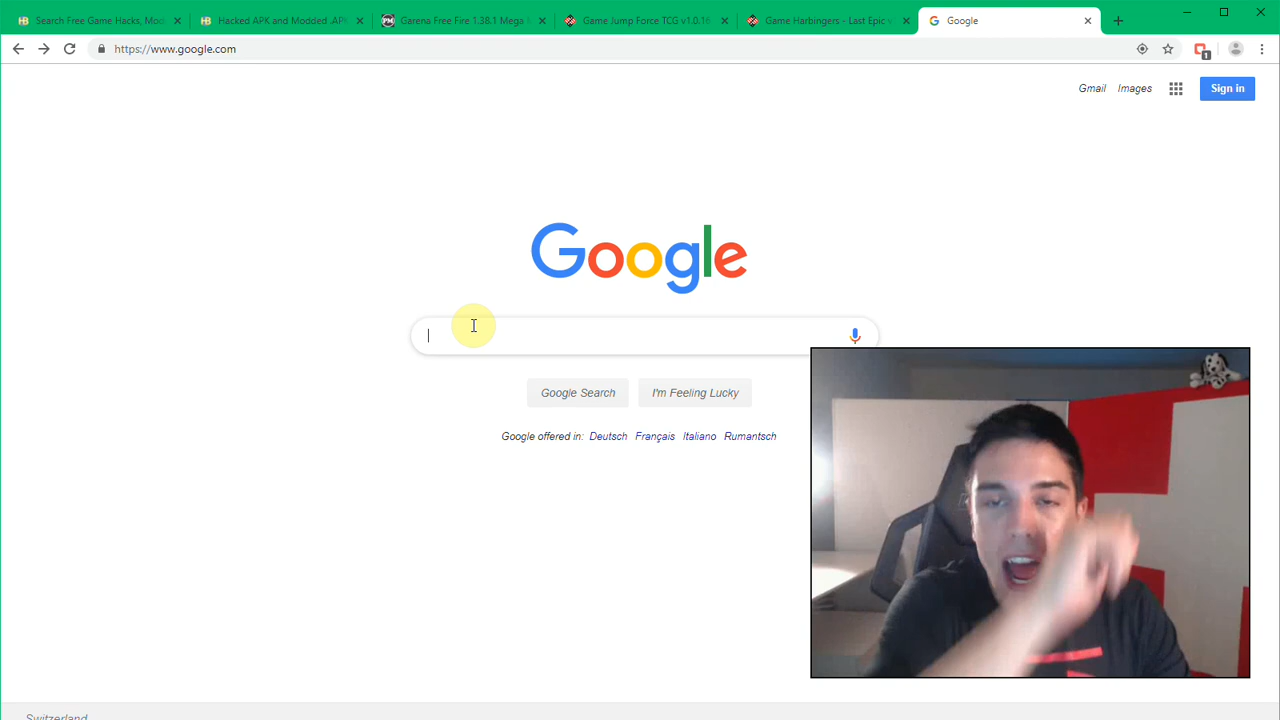 Search Free Game Hacks, Mod
Hacked APK and Modded .APK
Garena Free Fire 1.38.1 Mega
Game Jump Force TCG v1.0.16
Game Harbingers - Last Epic v
Google
https://www.google.com
1
Gmail Images Sign in
Google
Google Search I'm Feeling Lucky
Google offered in: Deutsch Français Italiano Rumantsch
Switzerland